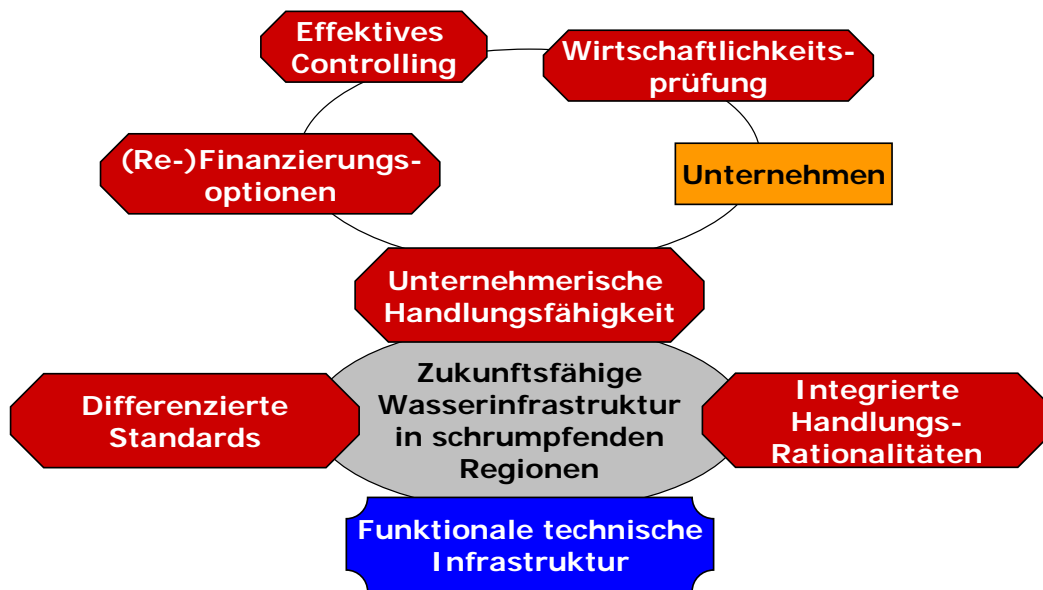 Effektives
Controlling
Wirtschaftlichkeits-
prüfung
(Re-)Finanzierungs-
optionen
Unternehmen
Unternehmerische
Handlungsfähigkeit
Zukunftsfähige
Wasserinfrastruktur
in schrumpfenden
Regionen
Differenzierte
Standards
Integrierte
Handlungs-
Rationalitäten
Funktionale technische
Infrastruktur